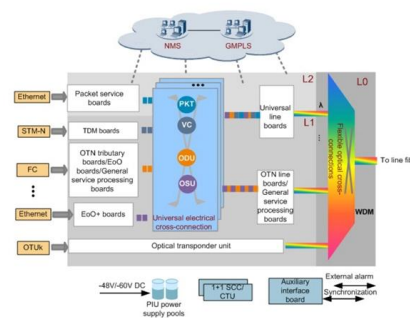 NMS
GMPLS
L2
L0
Ethernet
Packet service
boards
PKT
Universal
line
boards
λ
L1
STM-N
TDM boards
VC
FC
OTN tributary
boards/EoO
boards/General
service processing
boards
ODU
OSU
OTN line
boards/
General
service
processing
boards
Flexible optical cross-
connections
To line fi
Ethernet
EoO+ boards
Universal electrical
cross-connection
WDM
OTUk
Optical transponder unit
-48V/-60V DC
PIU power
supply pools
1+1 SCC/
CTU
Auxiliary
interface
board
External alarm
Synchronization